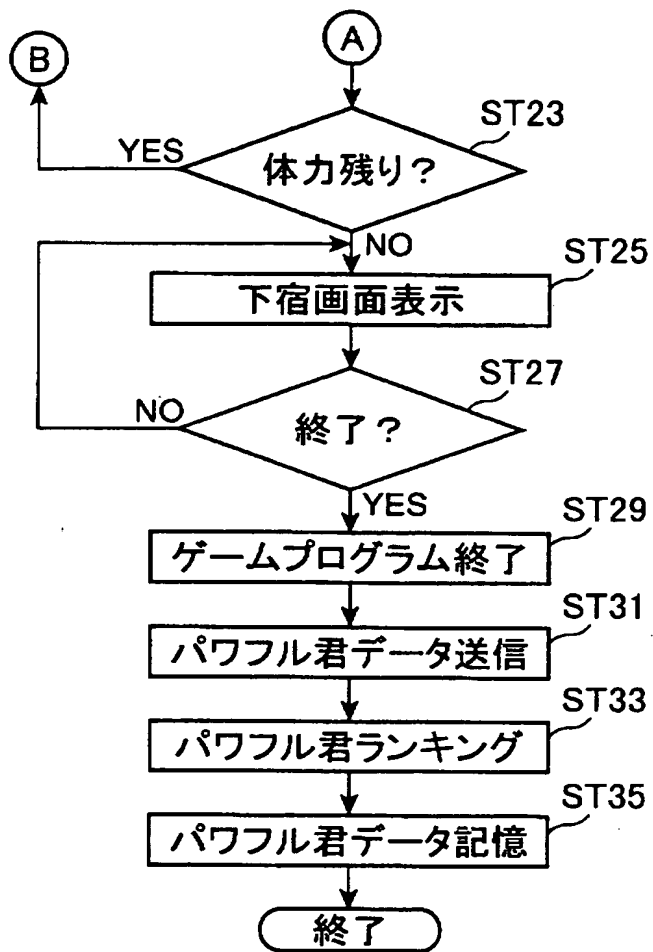 A
B
ST23
YES
体力残り?
NO
ST25
下宿画面表示
ST27
NO
終了?
YES
ST29
ゲームプログラム終了
ST31
パワフル君データ送信
ST33
パワフル君ランキング
ST35
パワフル君データ記憶
終了